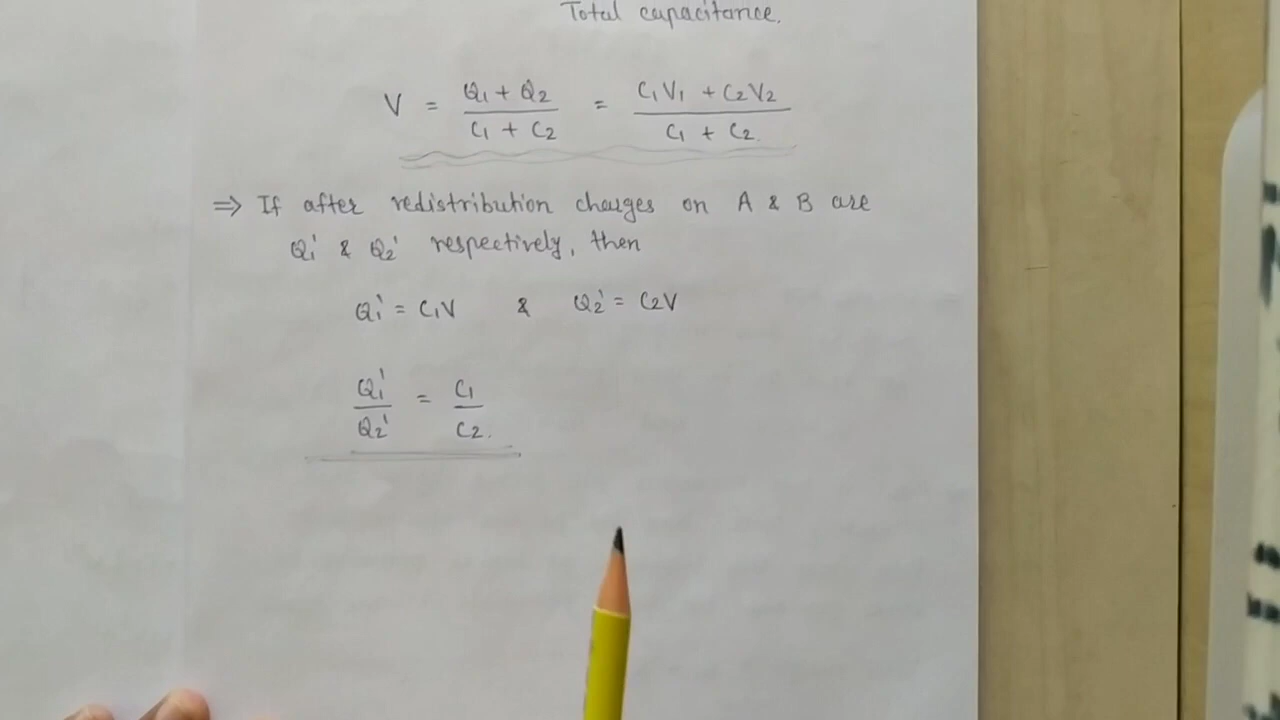 Total capacitance.
V = Q1 + Q2 / C1 + C2 = C1V1 + C2V2 / C1 + C2.
⇒ If after redistribution charges on A & B are
Q1' & Q2' respectively, then
Q1' = C1V & Q2' = C2V
Q1' / Q2' = C1 / C2.